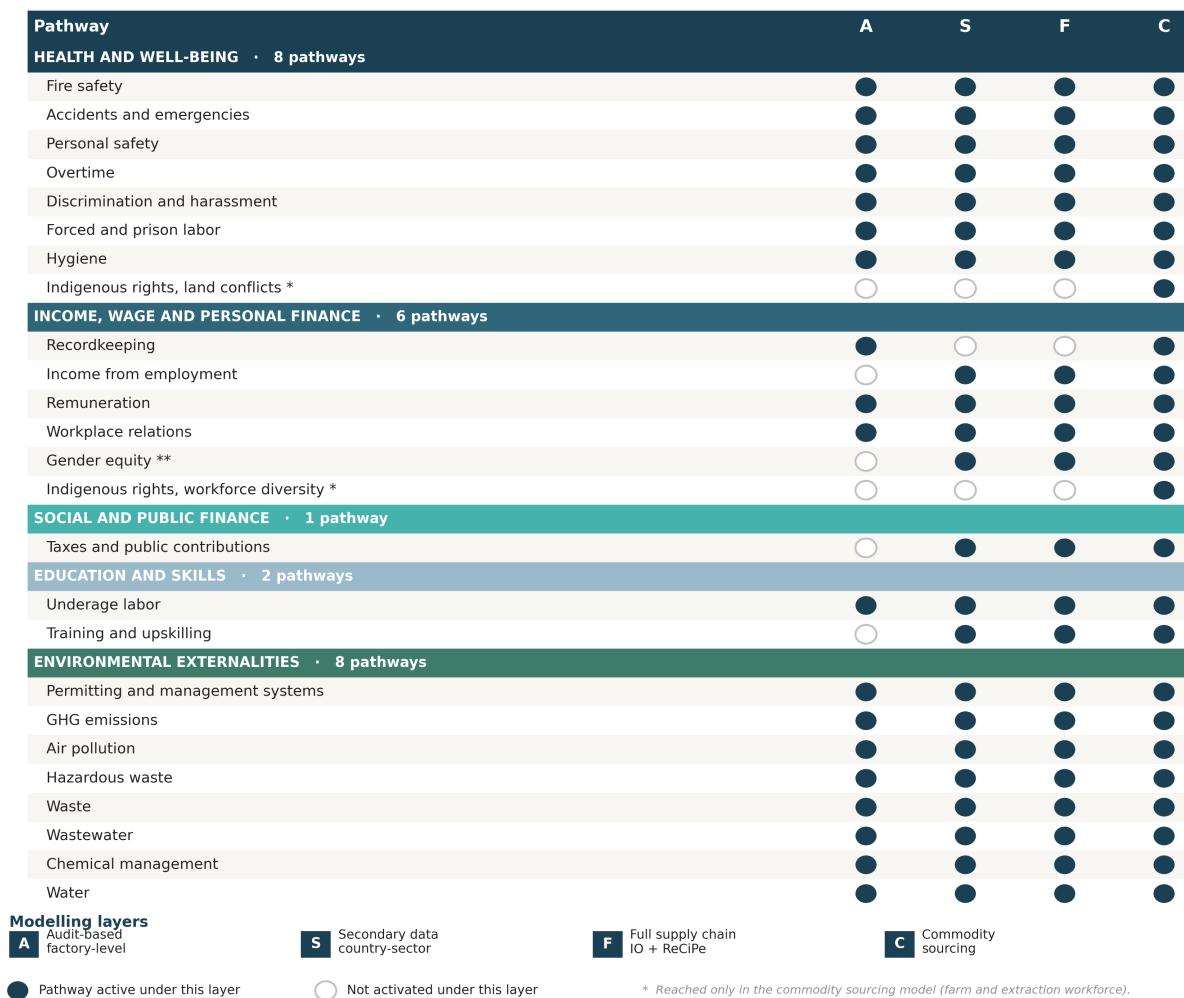 Pathway A S F C
HEALTH AND WELL-BEING · 8 pathways
Fire safety
Accidents and emergencies
Personal safety
Overtime
Discrimination and harassment
Forced and prison labor
Hygiene
Indigenous rights, land conflicts *
INCOME, WAGE AND PERSONAL FINANCE · 6 pathways
Recordkeeping
Income from employment
Remuneration
Workplace relations
Gender equity **
Indigenous rights, workforce diversity *
SOCIAL AND PUBLIC FINANCE · 1 pathway
Taxes and public contributions
EDUCATION AND SKILLS · 2 pathways
Underage labor
Training and upskilling
ENVIRONMENTAL EXTERNALITIES · 8 pathways
Permitting and management systems
GHG emissions
Air pollution
Hazardous waste
Waste
Wastewater
Chemical management
Water
Modelling layers
A Audit-based
factory-level
S Secondary data
country-sector
F Full supply chain
IO + ReCiPe
C Commodity
sourcing
Pathway active under this layer
Not activated under this layer
* Reached only in the commodity sourcing model (farm and extraction workforce).